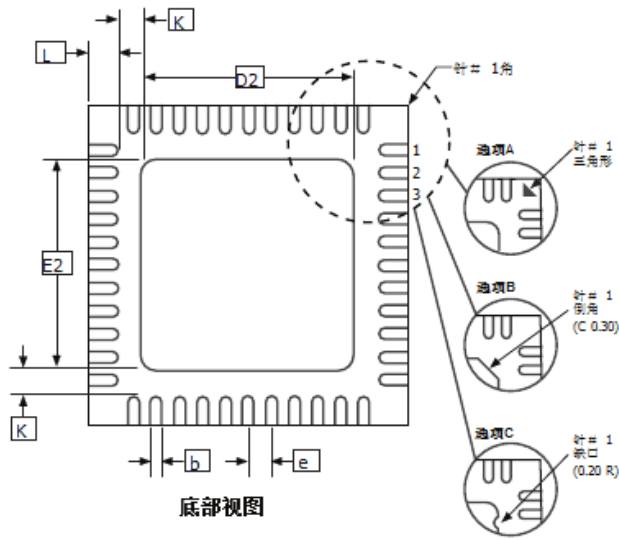 K
L
D2
针# 1角
1
2
3
选项A
针# 1
三角形
E2
选项B
针# 1
倒角
(C 0.30)
K
b
e
底部视图
选项C
针# 1
缺口
(0.20 R)